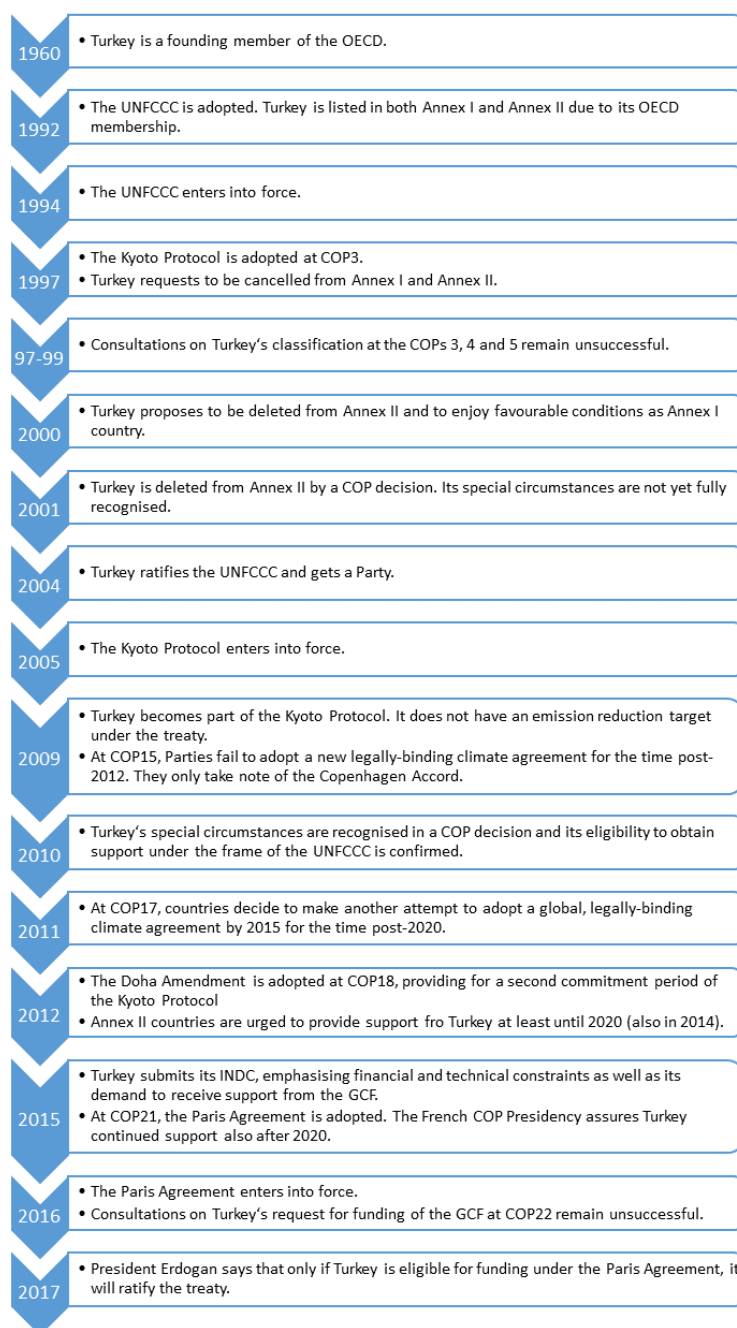 1960
• Turkey is a founding member of the OECD.
1992
• The UNFCCC is adopted. Turkey is listed in both Annex I and Annex II due to its OECD
membership.
1994
• The UNFCCC enters into force.
1997
• The Kyoto Protocol is adopted at COP3.
• Turkey requests to be cancelled from Annex I and Annex II.
97-99
• Consultations on Turkey‘s classification at the COPs 3, 4 and 5 remain unsuccessful.
2000
• Turkey proposes to be deleted from Annex II and to enjoy favourable conditions as Annex I
country.
2001
• Turkey is deleted from Annex II by a COP decision. Its special circumstances are not yet fully
recognised.
2004
• Turkey ratifies the UNFCCC and gets a Party.
2005
• The Kyoto Protocol enters into force.
2009
• Turkey becomes part of the Kyoto Protocol. It does not have an emission reduction target
under the treaty.
• At COP15, Parties fail to adopt a new legally-binding climate agreement for the time post-
2012. They only take note of the Copenhagen Accord.
2010
• Turkey‘s special circumstances are recognised in a COP decision and its eligibility to obtain
support under the frame of the UNFCCC is confirmed.
2011
• At COP17, countries decide to make another attempt to adopt a global, legally-binding
climate agreement by 2015 for the time post-2020.
2012
• The Doha Amendment is adopted at COP18, providing for a second commitment period of
the Kyoto Protocol
• Annex II countries are urged to provide support fro Turkey at least until 2020 (also in 2014).
2015
• Turkey submits its INDC, emphasising financial and technical constraints as well as its
demand to receive support from the GCF.
• At COP21, the Paris Agreement is adopted. The French COP Presidency assures Turkey
continued support also after 2020.
2016
• The Paris Agreement enters into force.
• Consultations on Turkey‘s request for funding of the GCF at COP22 remain unsuccessful.
2017
• President Erdogan says that only if Turkey is eligible for funding under the Paris Agreement, it
will ratify the treaty.